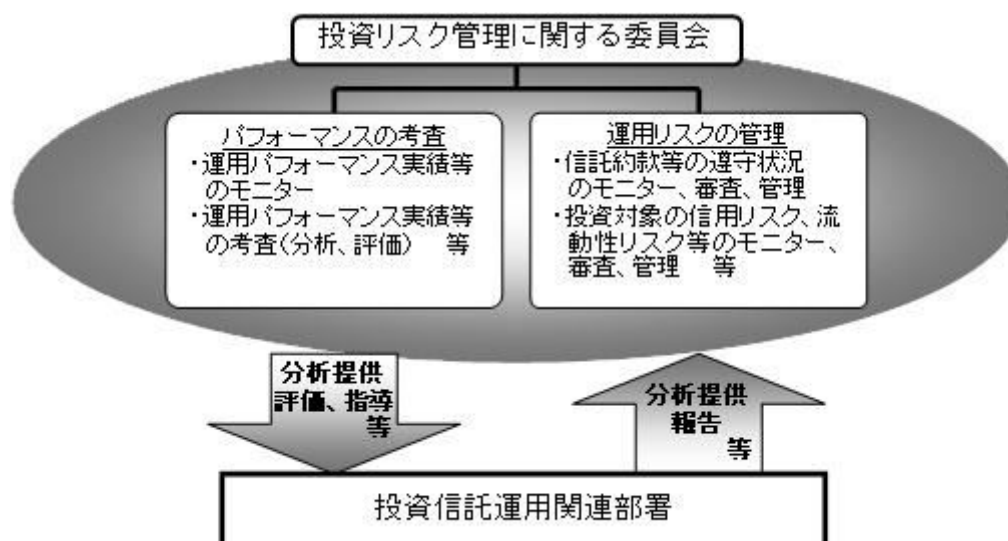 投資リスク管理に関する委員会
パフォーマンスの考査
・運用パフォーマンス実績等
のモニター
・運用パフォーマンス実績等
の考査(分析、評価) 等
運用リスクの管理
・信託約款等の遵守状況
のモニター、審査、管理
・投資対象の信用リスク、流
動性リスク等のモニター、
審査、管理 等
分析提供
評価、指導
等
分析提供
報告
等
投資信託運用関連部署